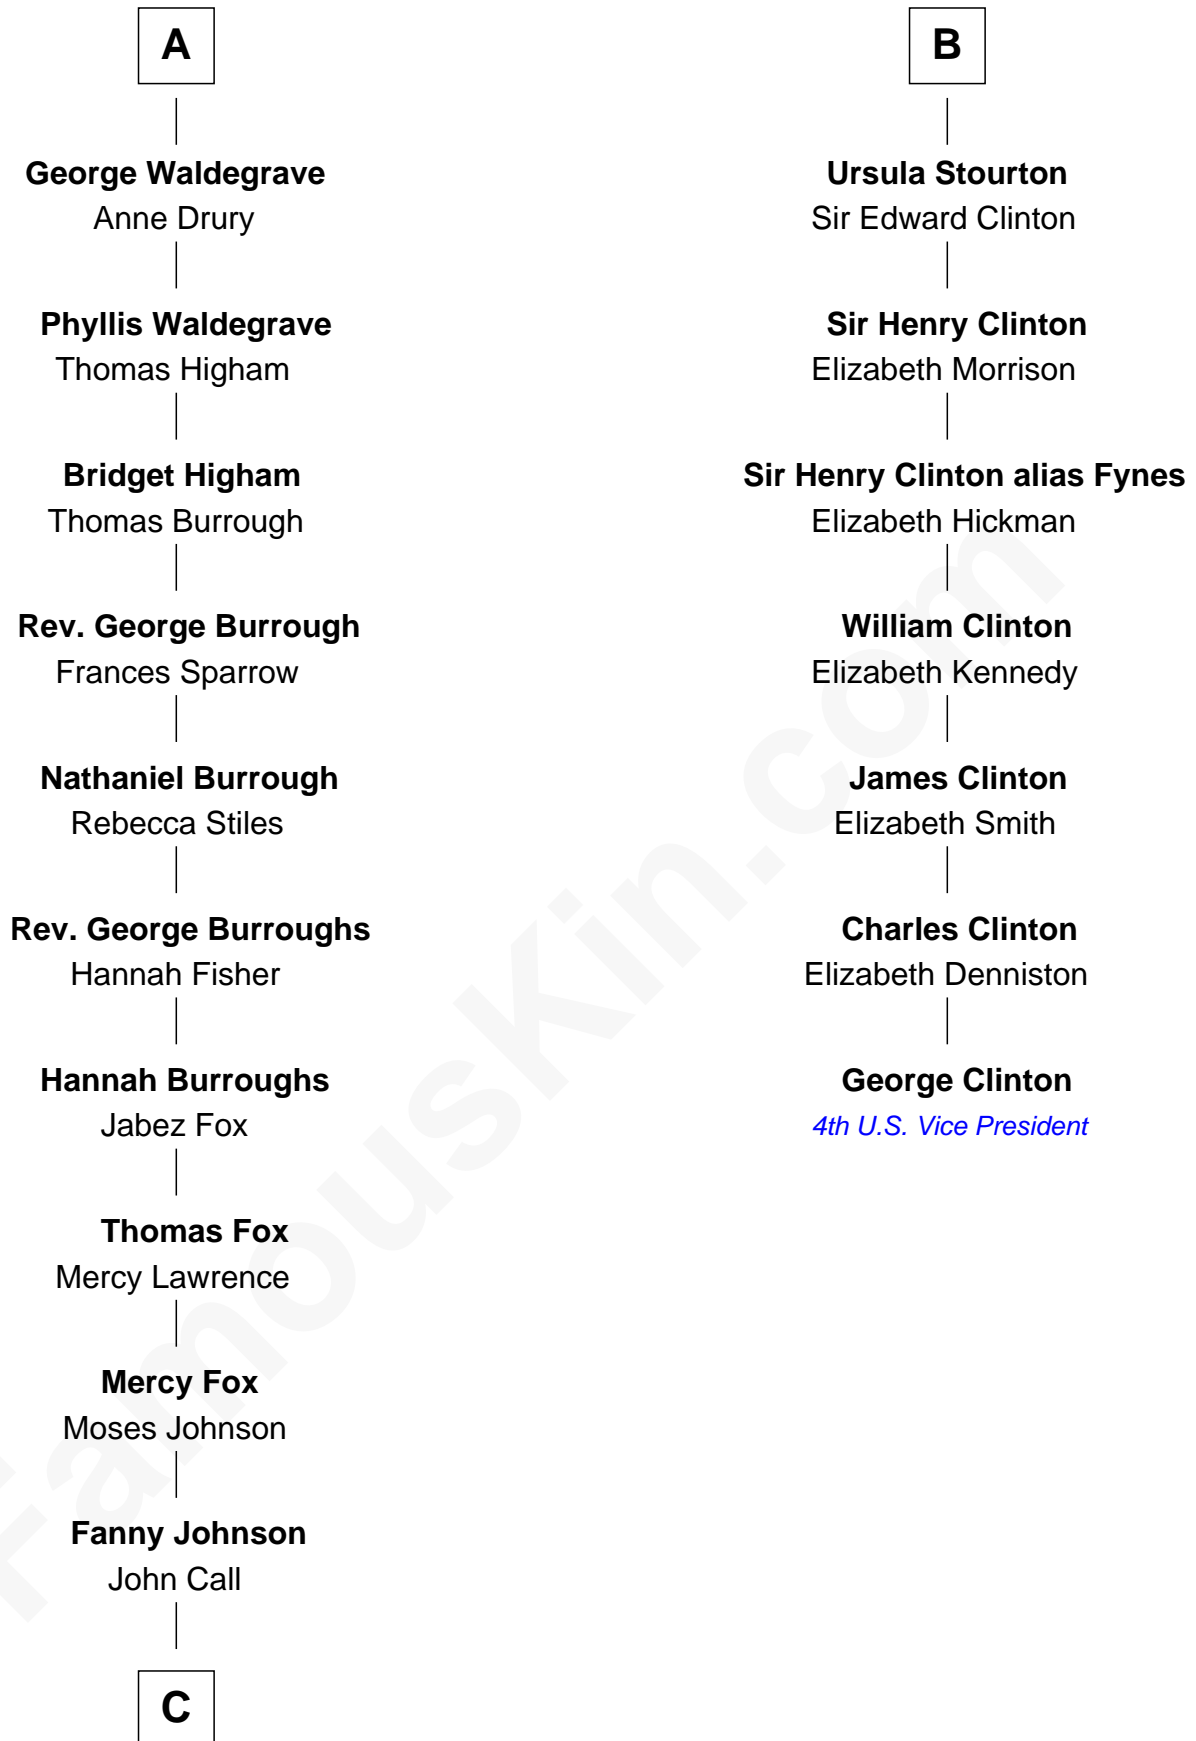 A
George Waldegrave
Anne Drury
Phyllis Waldegrave
Thomas Higham
Bridget Higham
Thomas Burrough
Rev. George Burrough
Frances Sparrow
Nathaniel Burrough
Rebecca Stiles
Rev. George Burroughs
Hannah Fisher
Hannah Burroughs
Jabez Fox
Thomas Fox
Mercy Lawrence
Mercy Fox
Moses Johnson
Fanny Johnson
John Call
C
B
Ursula Stourton
Sir Edward Clinton
Sir Henry Clinton
Elizabeth Morrison
Sir Henry Clinton alias Fynes
Elizabeth Hickman
William Clinton
Elizabeth Kennedy
James Clinton
Elizabeth Smith
Charles Clinton
Elizabeth Denniston
George Clinton
4th U.S. Vice President
FamousKin.com